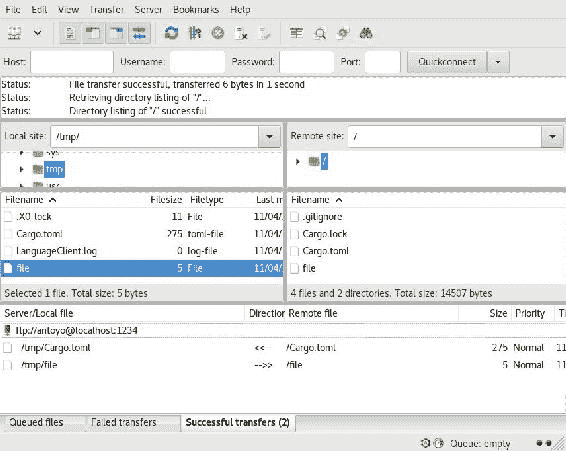 File Edit View Transfer Server Bookmarks Help
Host: Username: Password: Port: Quickconnect
Status: File transfer successful, transferred 6 bytes in 1 second
Status: Retrieving directory listing of "/"...
Status: Directory listing of "/" successful
Local site: /tmp/ Remote site: /
sys /
tmp
usr
Filename Filesize Filetype Last m Filename
.X0-lock 11 File 11/04/ .gitignore
Cargo.toml 275 toml-file 11/04/ Cargo.lock
LanguageClient.log 0 log-file 11/04/ Cargo.toml
file 5 File 11/04/ file
Selected 1 file. Total size: 5 bytes 4 files and 2 directories. Total size: 14507 bytes
Server/Local file Direction Remote file Size Priority Ti
ftp://antoyo@localhost:1234
/tmp/Cargo.toml << /Cargo.toml 275 Normal 11
/tmp/file -->> /file 5 Normal 11
Queued files Failed transfers Successful transfers (2)
Queue: empty